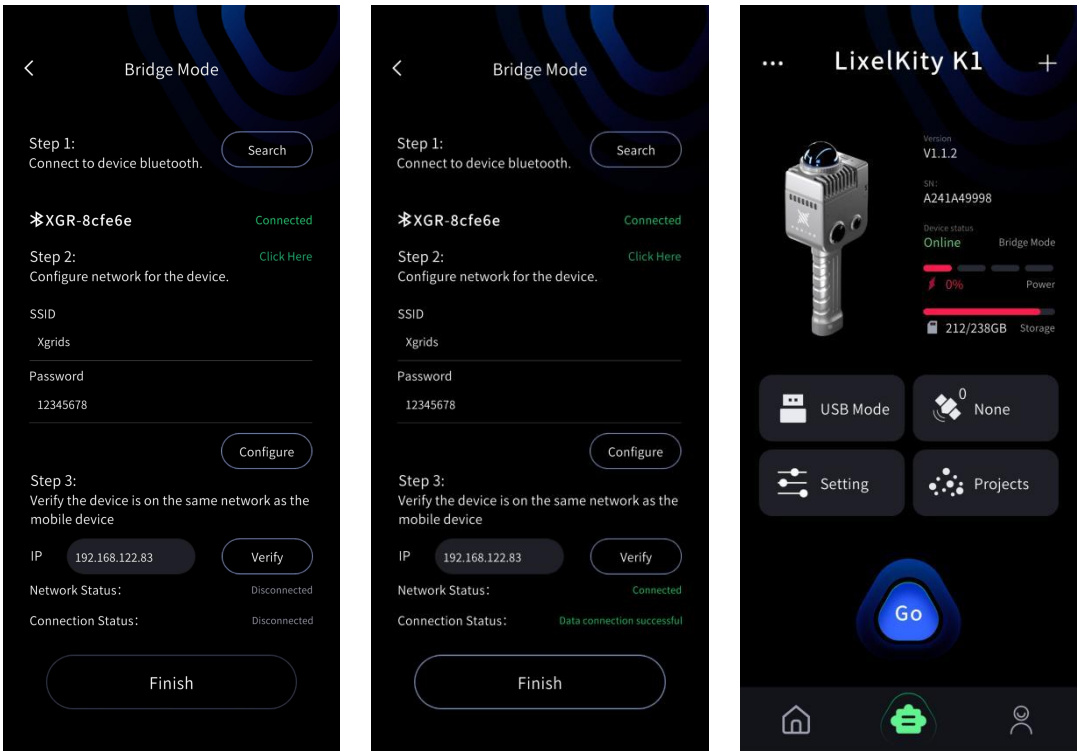 Bridge Mode
Step 1:
Connect to device bluetooth.
Search
XGR-8cfe6e
Connected
Step 2:
Click Here
Configure network for the device.
SSID
Xgrids
Password
12345678
Configure
Step 3:
Verify the device is on the same network as the
mobile device
IP
192.168.122.83
Verify
Network Status:
Disconnected
Connection Status:
Disconnected
Finish
Bridge Mode
Step 1:
Connect to device bluetooth.
Search
XGR-8cfe6e
Connected
Step 2:
Click Here
Configure network for the device.
SSID
Xgrids
Password
12345678
Configure
Step 3:
Verify the device is on the same network as the
mobile device
IP
192.168.122.83
Verify
Network Status:
Connected
Connection Status:
Data connection successful
Finish
LixelKity K1
Version
V1.1.2
SN:
A241A49998
Device status
Online
Bridge Mode
0%
Power
212/238GB
Storage
USB Mode
0
None
Setting
Projects
Go